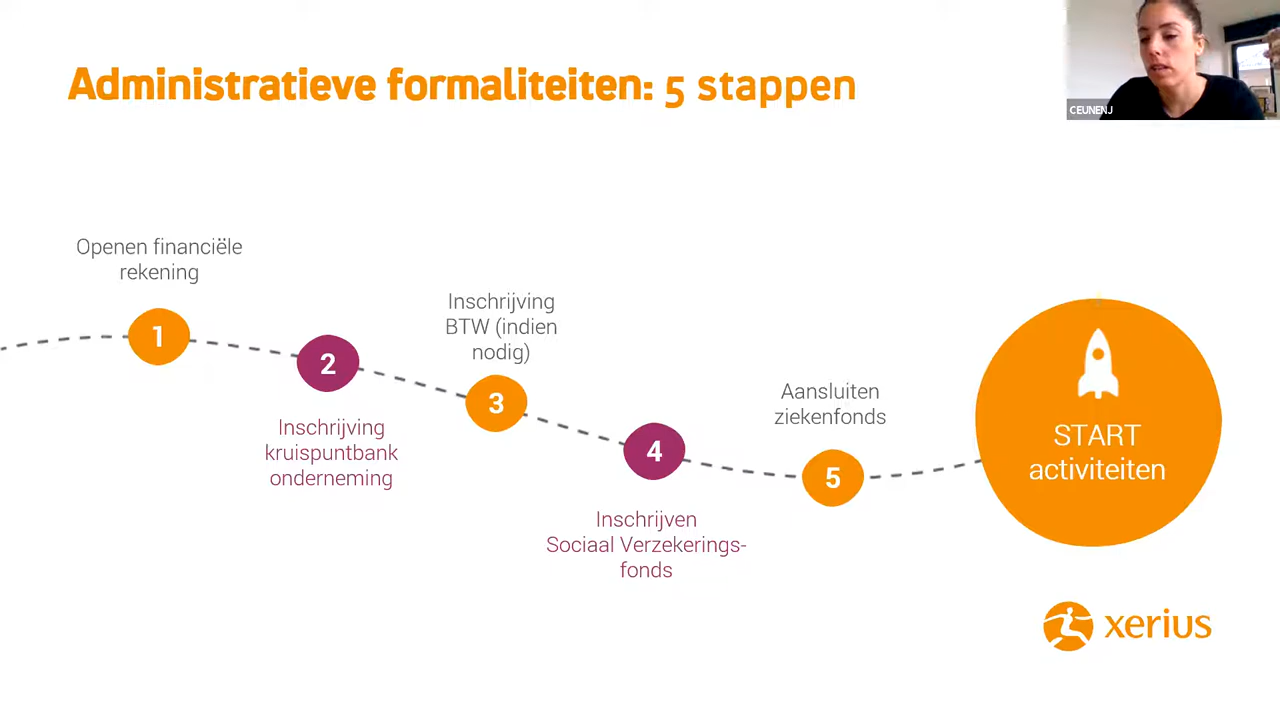 Administratieve formaliteiten: 5 stappen
CEUNENJ
Openen financiële
rekening
1
2
Inschrijving
kruispuntbank
onderneming
Inschrijving
BTW (indien
nodig)
3
4
Inschrijven
Sociaal Verzekerings-
fonds
Aansluiten
ziekenfonds
5
START
activiteiten
xerius